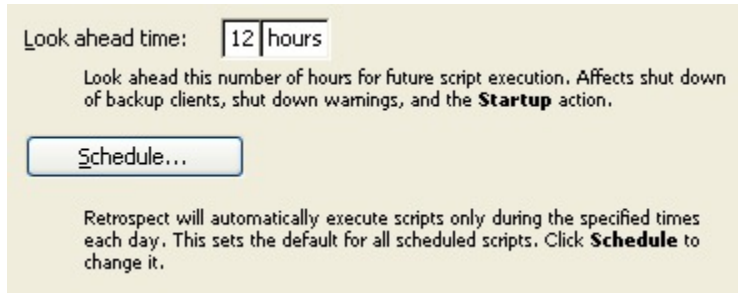 Look ahead time: 12 hours
Look ahead this number of hours for future script execution. Affects shut down
of backup clients, shut down warnings, and the Startup action.
Schedule...
Retrospect will automatically execute scripts only during the specified times
each day. This sets the default for all scheduled scripts. Click Schedule to
change it.